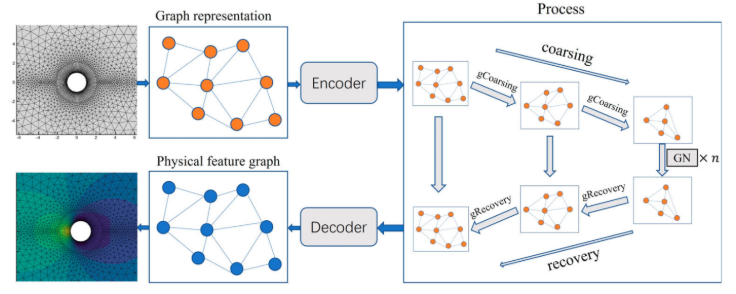 Graph representation
Process
Encoder
coarsing
gCoarsing
gCoarsing
GN × n
Physical feature graph
Decoder
gRecovery
gRecovery
recovery
4
2
0
-2
-4
-6
-4
-2
0
2
4
6